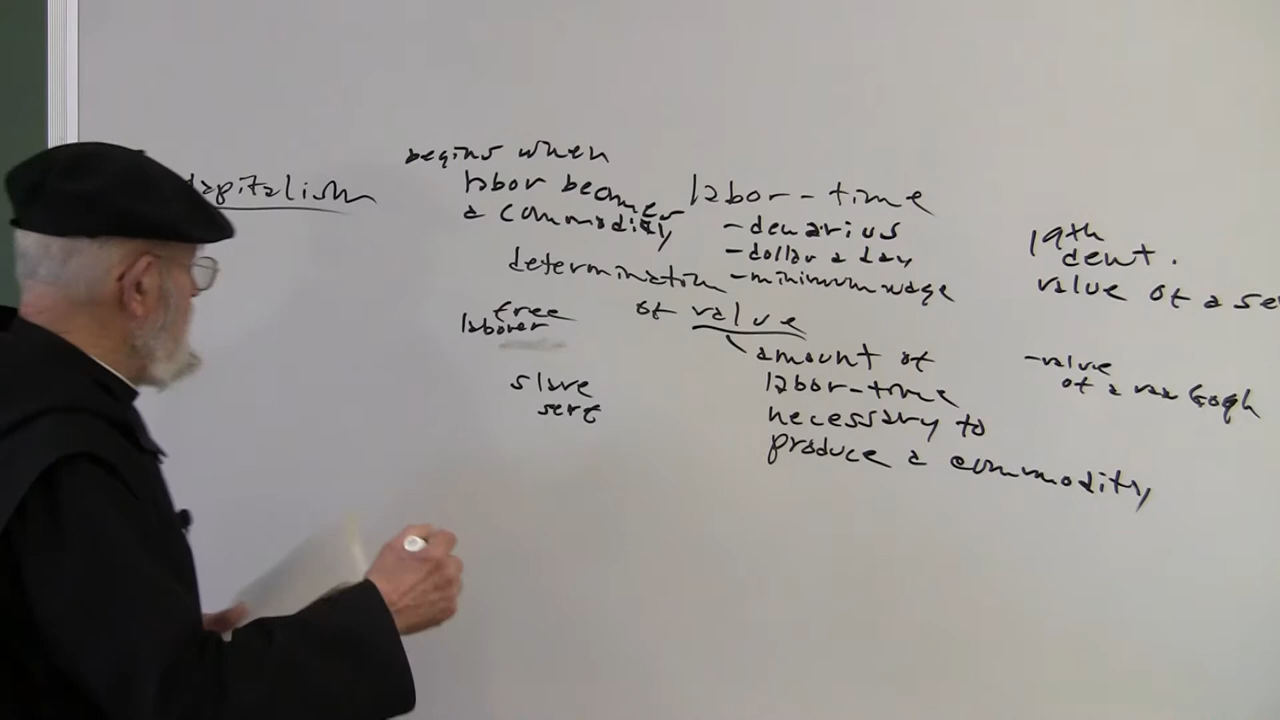 capitalism
begins when
labor becomes
a commodity
labor-time
-denarius
-dollar a day
-minimum wage
determination
of value
amount of
labor-time
necessary to
produce a commodity
free
laborer
slave
serf
19th
cent.
value of a se
-value
of a van Gogh